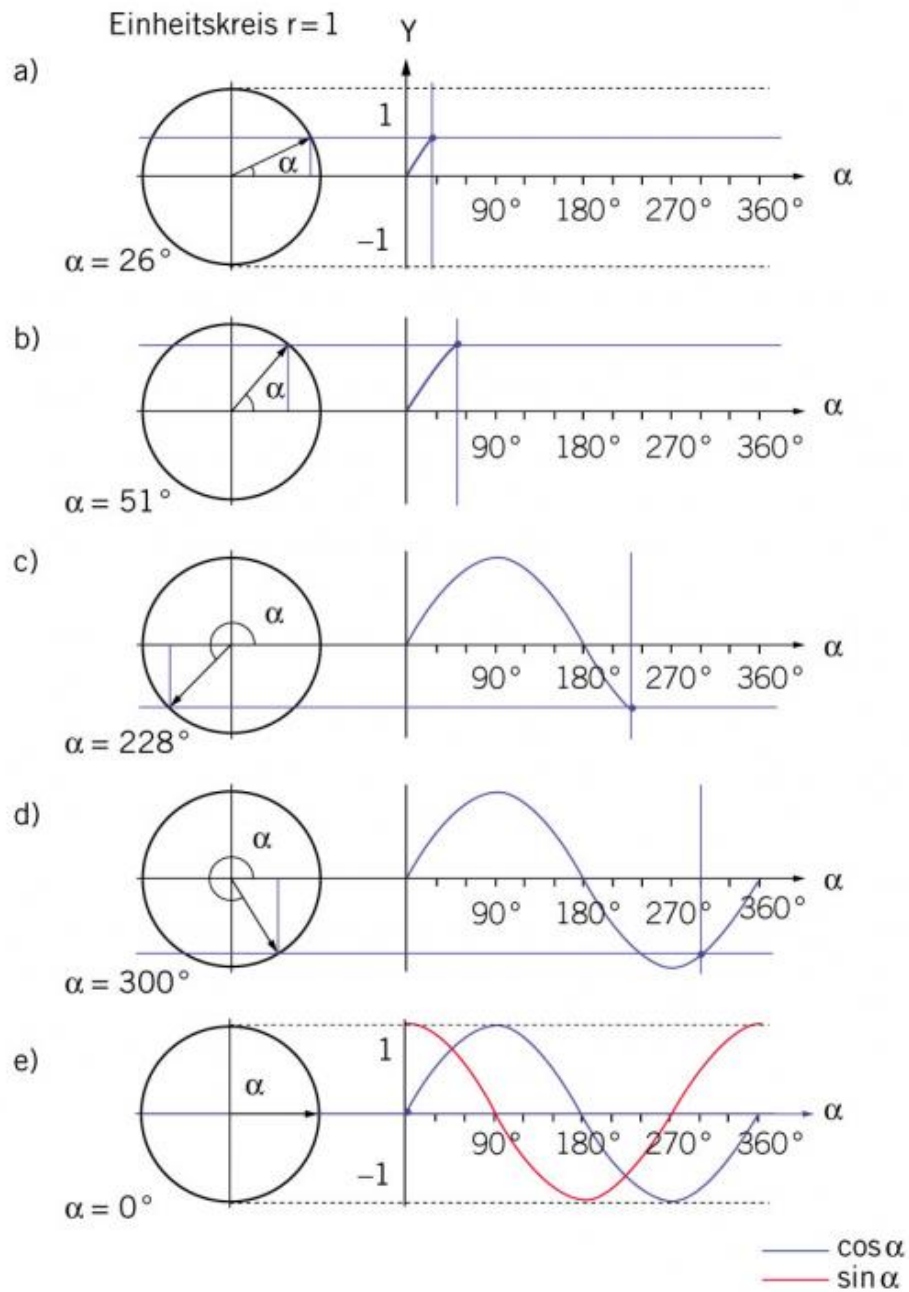 Einheitskreis r = 1
Y
a)
1
α
α
90° 180° 270° 360°
−1
α = 26°
b)
α
α
90° 180° 270° 360°
α = 51°
c)
α
α
90° 180° 270° 360°
α = 228°
d)
α
α
90° 180° 270° 360°
α = 300°
e)
1
α
α
90° 180° 270° 360°
−1
α = 0°
cos α
sin α